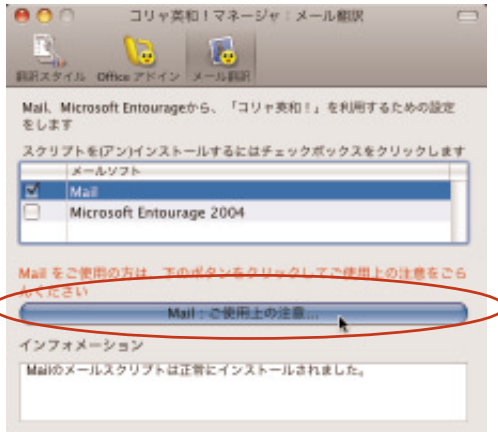 コリャ英和！マネージャ：メール翻訳
翻訳スタイル Office アドイン メール翻訳
Mail、Microsoft Entourageから、「コリャ英和！」を利用するための設定
をします
スクリプトを(アン)インストールするにはチェックボックスをクリックします
メールソフト
Mail
Microsoft Entourage 2004
Mail をご使用の方は、下のボタンをクリックしてご使用上の注意をごら
んください
Mail：ご使用上の注意...
インフォメーション
Mailのメールスクリプトは正常にインストールされました。